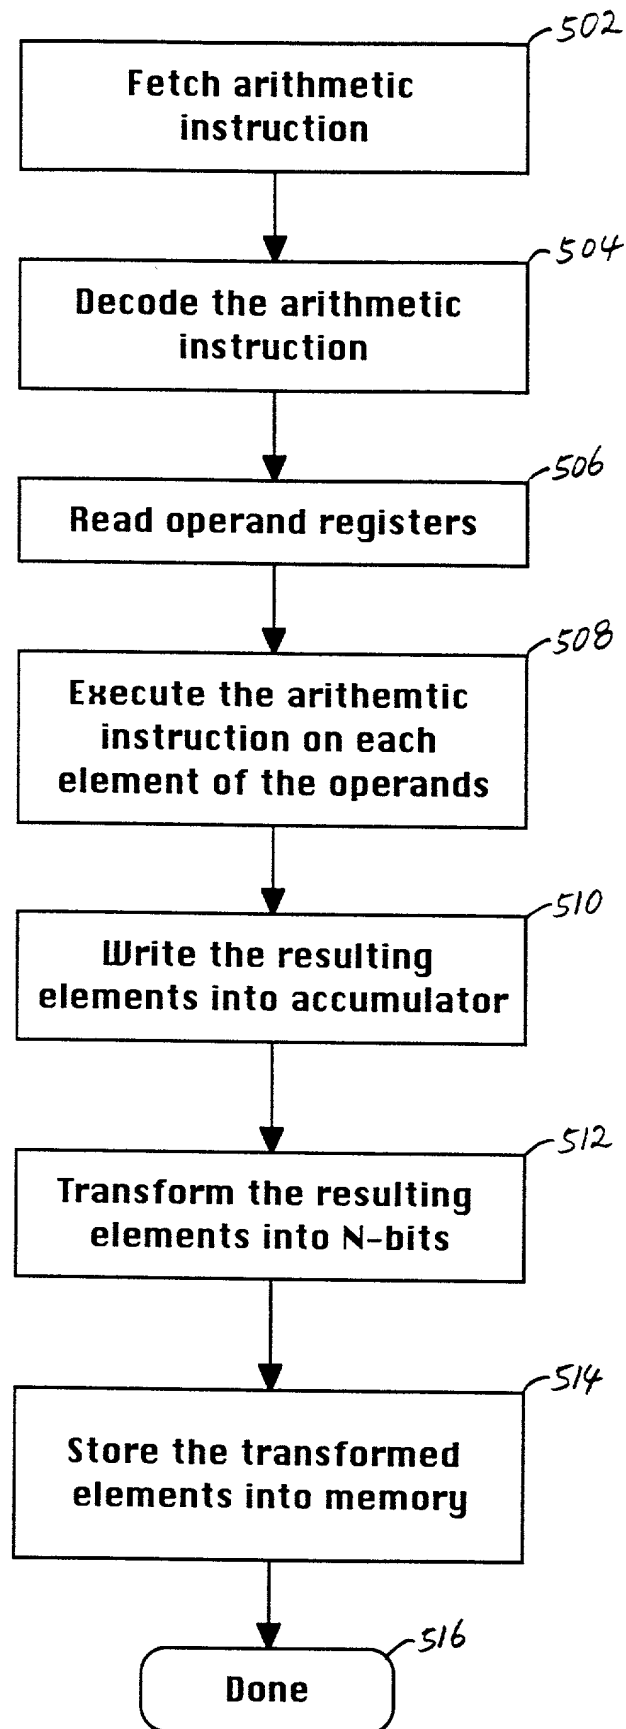 502
Fetch arithmetic
instruction
504
Decode the arithmetic
instruction
506
Read operand registers
508
Execute the arithemtic
instruction on each
element of the operands
510
Write the resulting
elements into accumulator
512
Transform the resulting
elements into N-bits
514
Store the transformed
elements into memory
516
Done